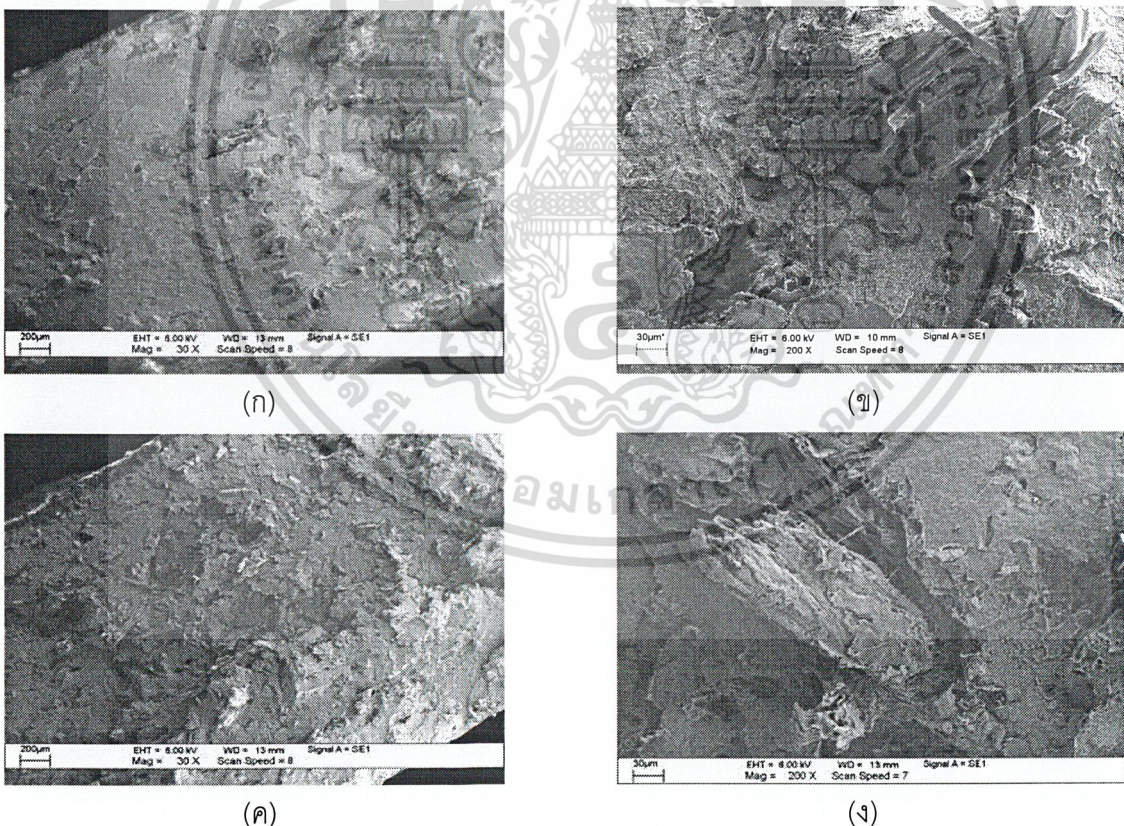 200µm
EHT = 6.00 kV WD = 13 mm Signal A = SE1
Mag = 30 X Scan Speed = 8
(ก)
30µm*
EHT = 6.00 kV WD = 10 mm Signal A = SE1
Mag = 200 X Scan Speed = 8
(ข)
200µm
EHT = 6.00 kV WD = 13 mm Signal A = SE1
Mag = 30 X Scan Speed = 8
(ค)
30µm
EHT = 6.00 kV WD = 13 mm Signal A = SE1
Mag = 200 X Scan Speed = 7
(ง)